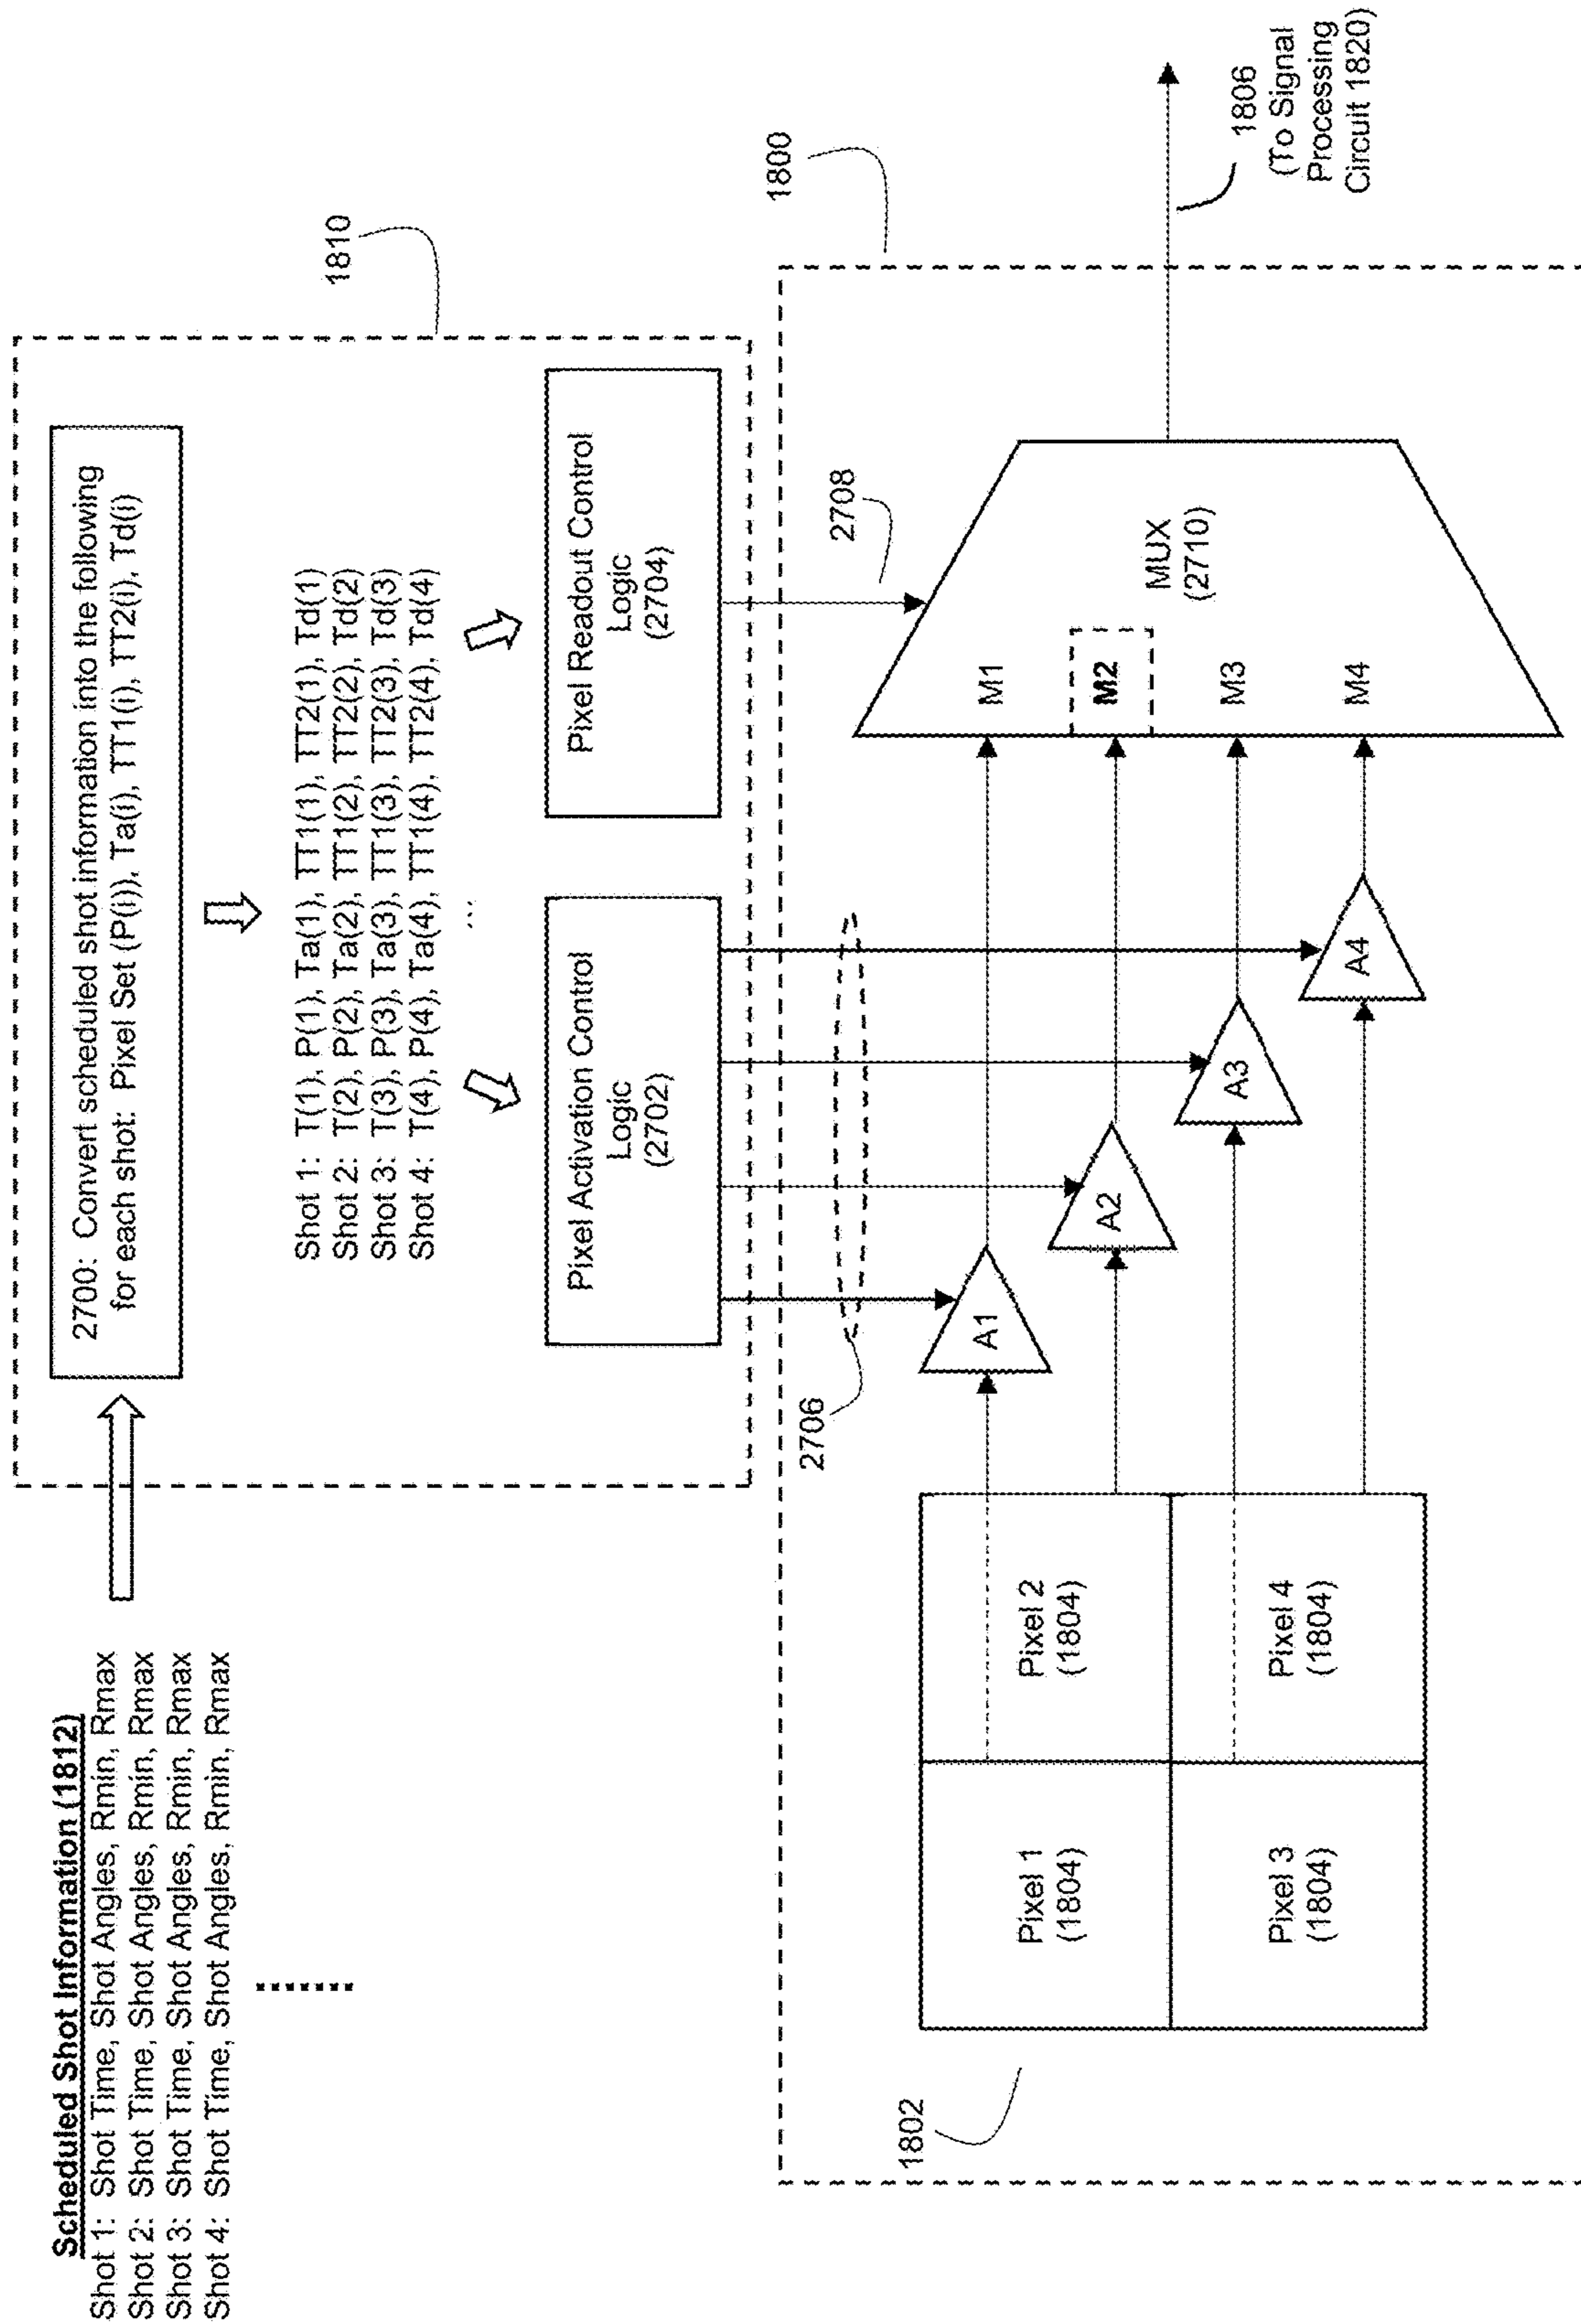 Scheduled Shot Information (1812)
Shot 1: Shot Time, Shot Angles, Rmin, Rmax
Shot 2: Shot Time, Shot Angles, Rmin, Rmax
Shot 3: Shot Time, Shot Angles, Rmin, Rmax
Shot 4: Shot Time, Shot Angles, Rmin, Rmax
.......
1810
2700: Convert scheduled shot information into the following
for each shot: Pixel Set (P(i)), Ta(i), TT1(i), TT2(i), Td(i)
Shot 1: T(1), P(1), Ta(1), TT1(1), TT2(1), Td(1)
Shot 2: T(2), P(2), Ta(2), TT1(2), TT2(2), Td(2)
Shot 3: T(3), P(3), Ta(3), TT1(3), TT2(3), Td(3)
Shot 4: T(4), P(4), Ta(4), TT1(4), TT2(4), Td(4)
...
Pixel Activation Control
Logic
(2702)
Pixel Readout Control
Logic
(2704)
2706
2708
1800
1802
Pixel 1
(1804)
Pixel 2
(1804)
Pixel 3
(1804)
Pixel 4
(1804)
A1
A2
A3
A4
M1
M2
M3
M4
MUX
(2710)
1806
(To Signal
Processing
Circuit 1820)